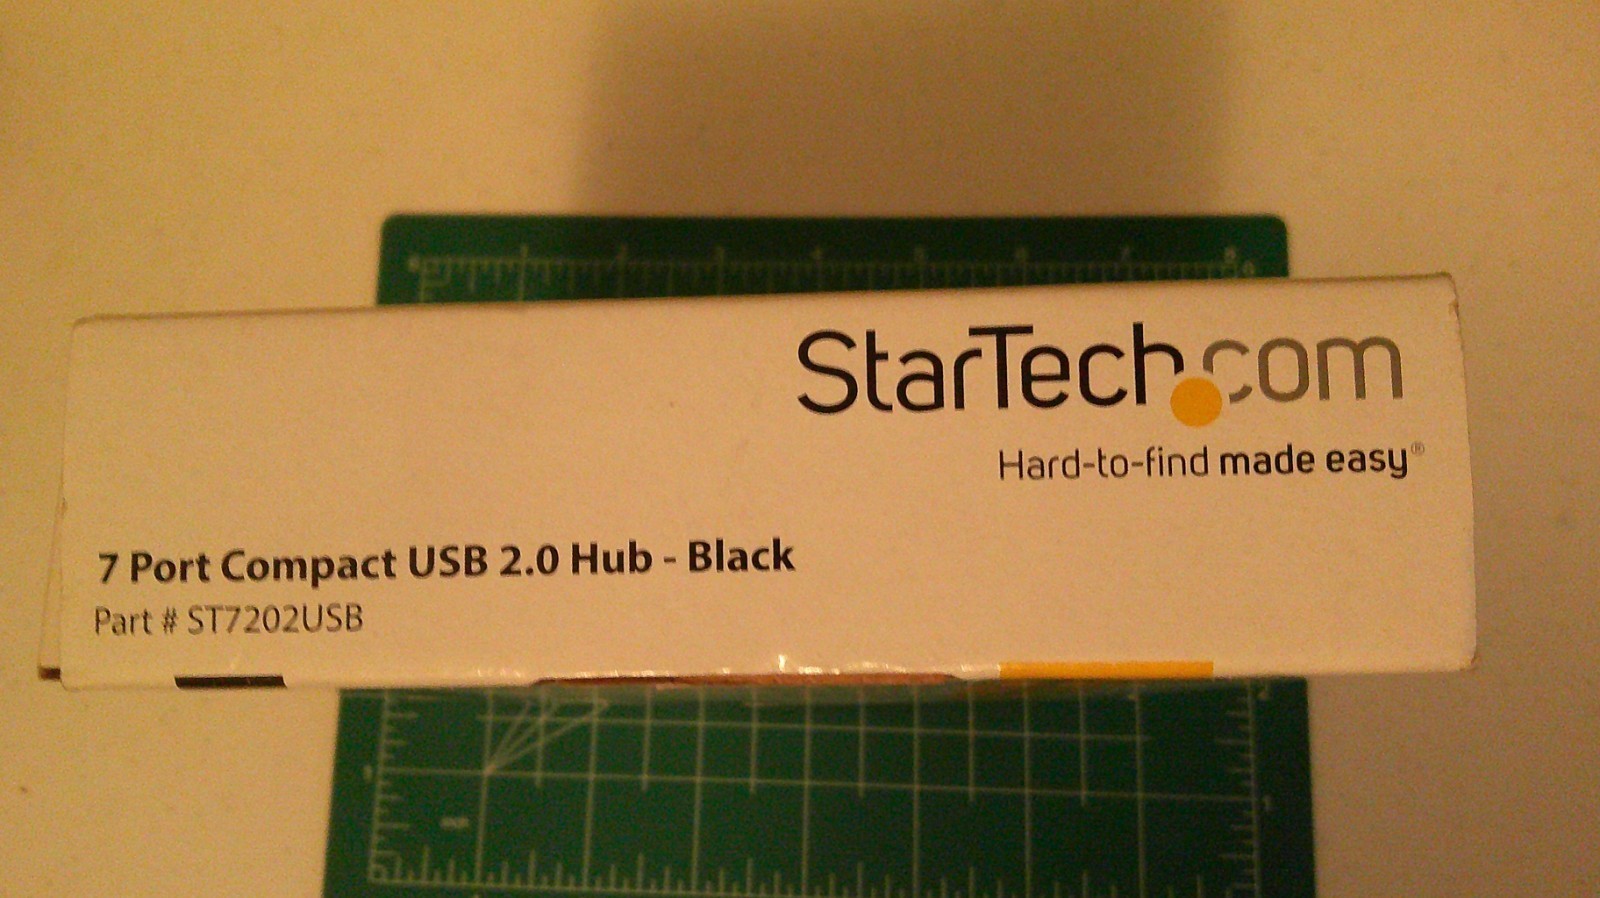 StarTech.com
Hard-to-find made easy®
7 Port Compact USB 2.0 Hub - Black
Part # ST7202USB